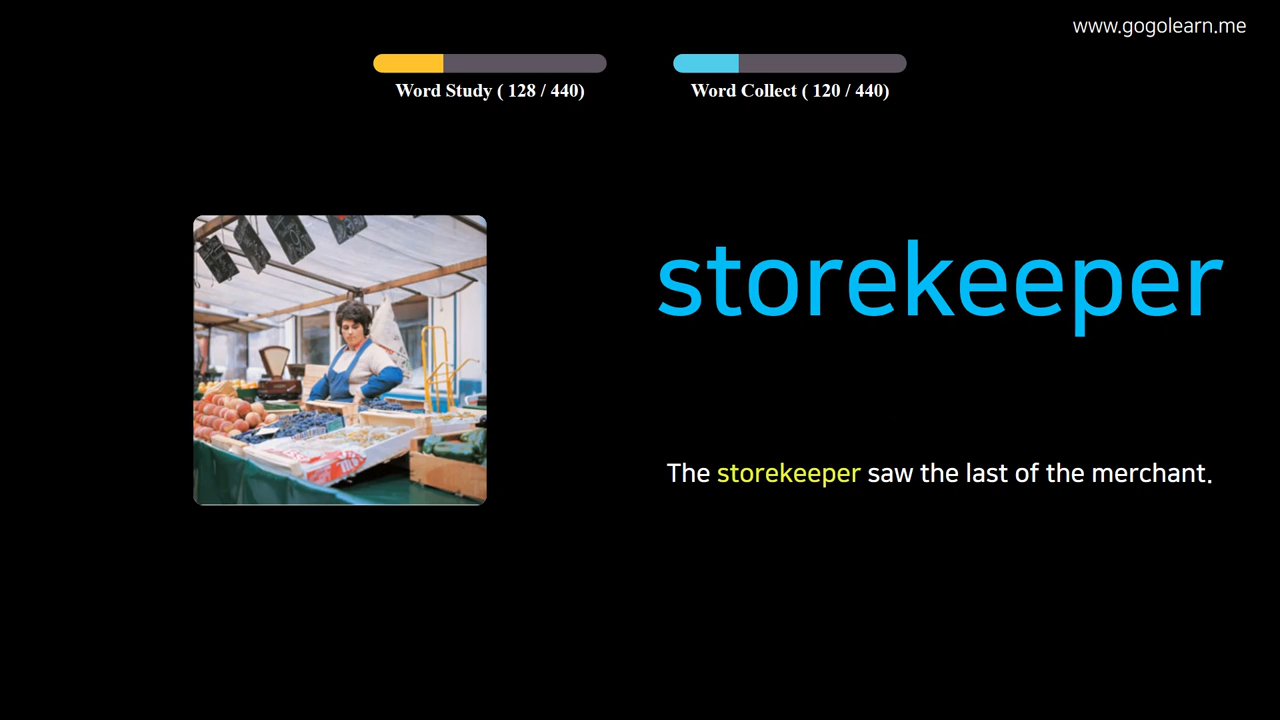 www.gogolearn.me
Word Study ( 128 / 440)
Word Collect ( 120 / 440)
storekeeper
The storekeeper saw the last of the merchant.